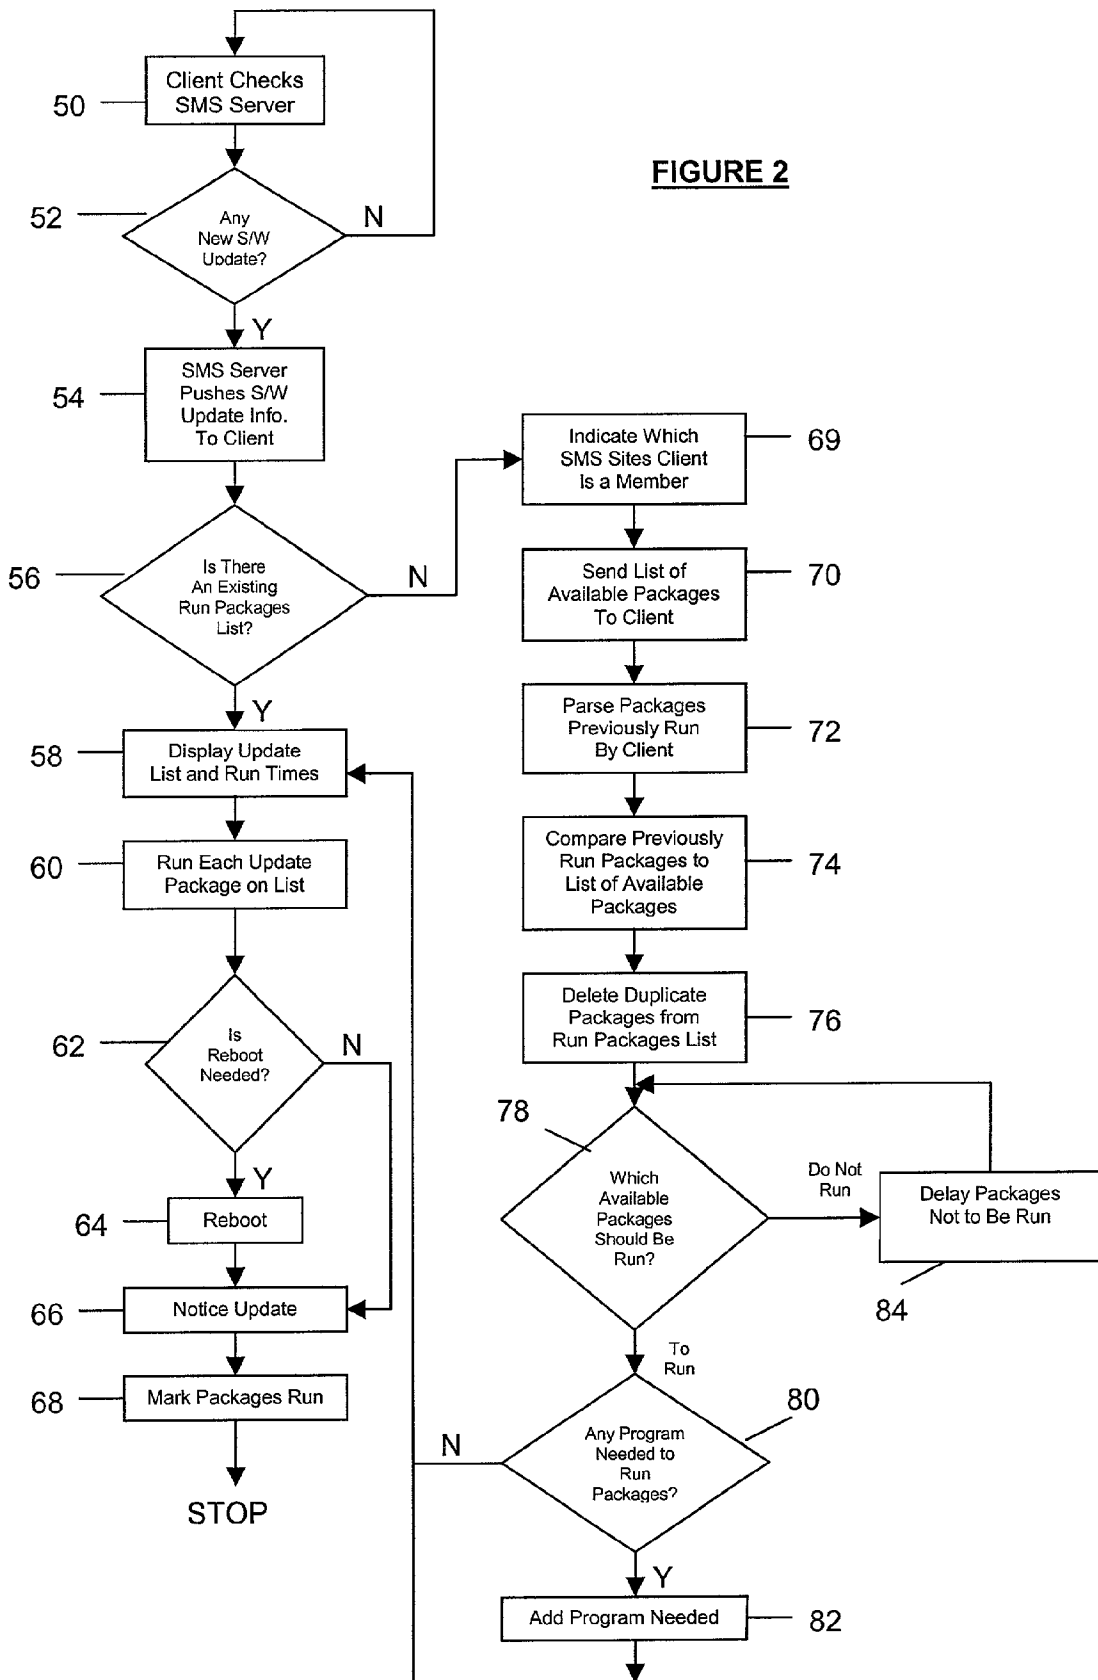 FIGURE 2
50
Client Checks
SMS Server
52
Any
New S/W
Update?
N
Y
54
SMS Server
Pushes S/W
Update Info.
To Client
56
Is There
An Existing
Run Packages
List?
N
Y
58
Display Update
List and Run Times
60
Run Each Update
Package on List
62
Is
Reboot
Needed?
N
Y
64
Reboot
66
Notice Update
68
Mark Packages Run
STOP
Indicate Which
SMS Sites Client
Is a Member
69
Send List of
Available Packages
To Client
70
Parse Packages
Previously Run
By Client
72
Compare Previously
Run Packages to
List of Available
Packages
74
Delete Duplicate
Packages from
Run Packages List
76
78
Which
Available
Packages
Should Be
Run?
Do Not
Run
Delay Packages
Not to Be Run
84
To
Run
80
Any Program
Needed to
Run
Packages?
N
Y
Add Program Needed
82